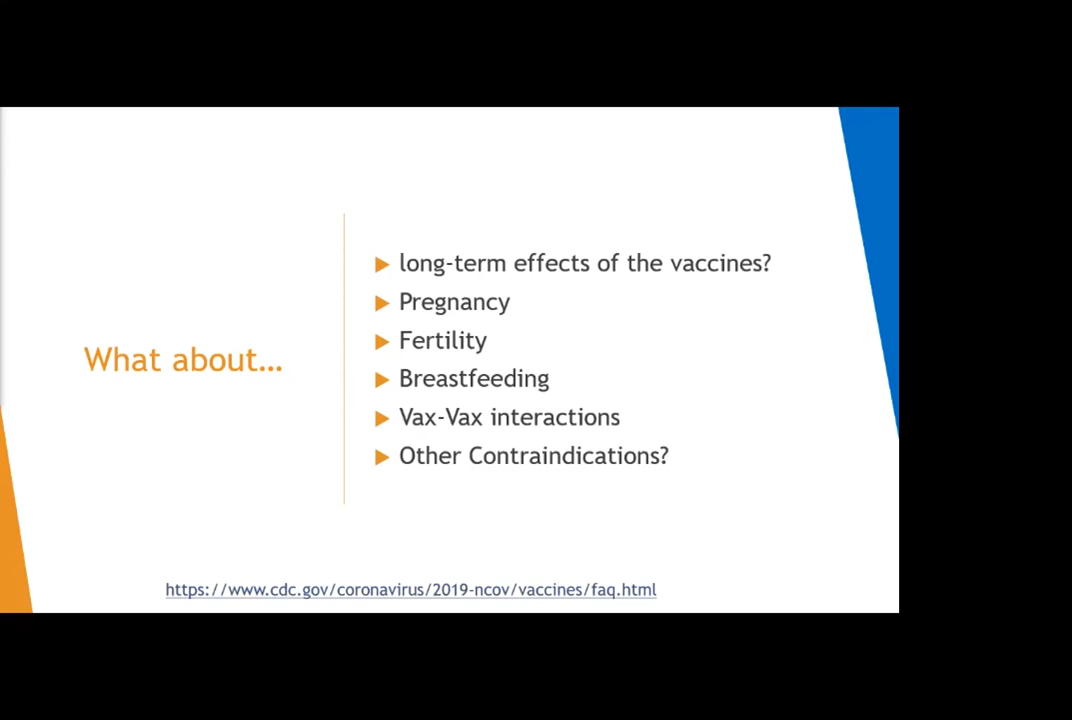 What about...
long-term effects of the vaccines?
Pregnancy
Fertility
Breastfeeding
Vax-Vax interactions
Other Contraindications?
https://www.cdc.gov/coronavirus/2019-ncov/vaccines/faq.html